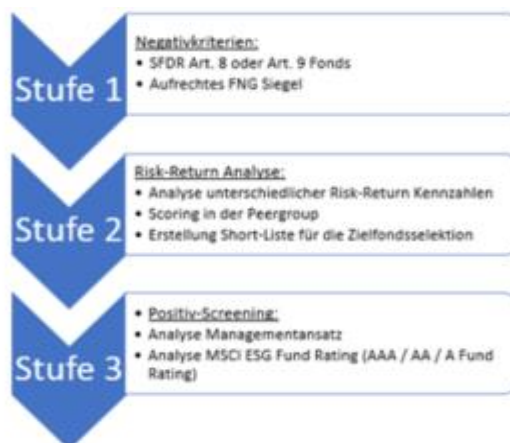 Stufe 1
Negativkriterien:
• SFDR Art. 8 oder Art. 9 Fonds
• Aufrechtes FNG Siegel
Stufe 2
Risk-Return Analyse:
• Analyse unterschiedlicher Risk-Return Kennzahlen
• Scoring in der Peergroup
• Erstellung Short-Liste für die Zielfondsselektion
Stufe 3
• Positiv-Screening:
• Analyse Managementansatz
• Analyse MSCI ESG Fund Rating (AAA / AA / A Fund
Rating)